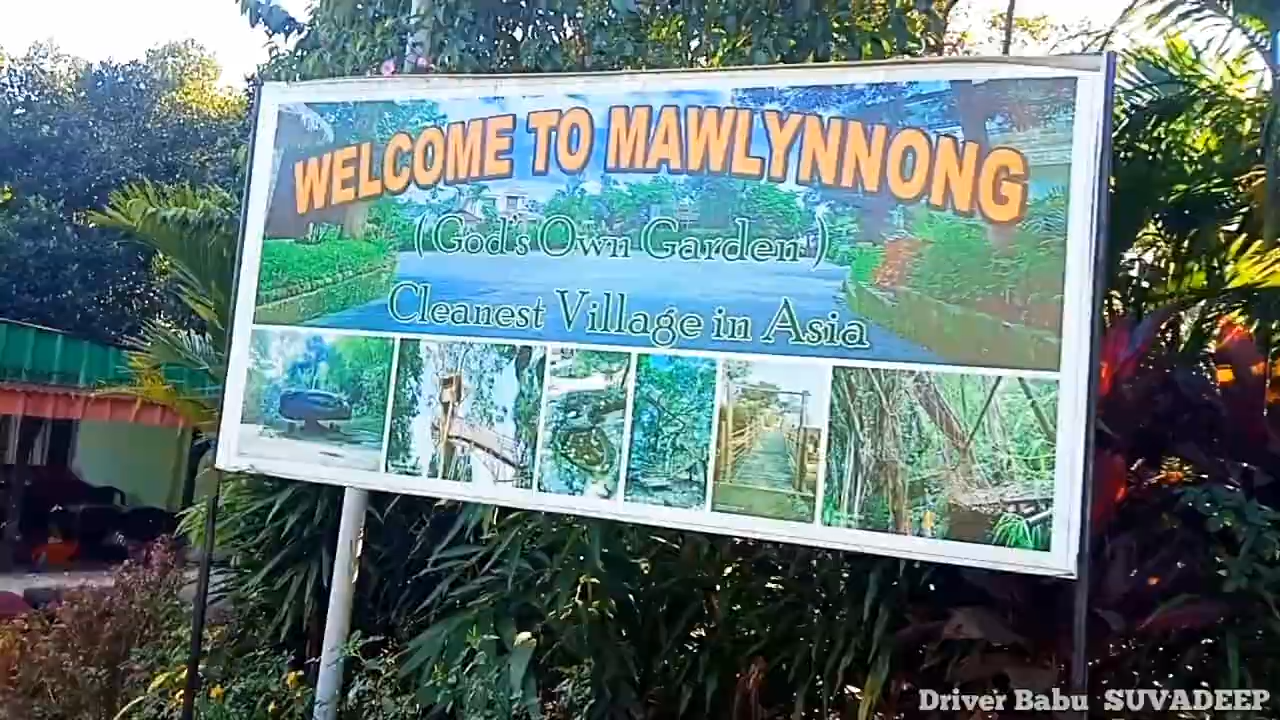 WELCOME TO MAWLYNNONG
(God's Own Garden)
Cleanest Village in Asia
Driver Babu SUVADEEP